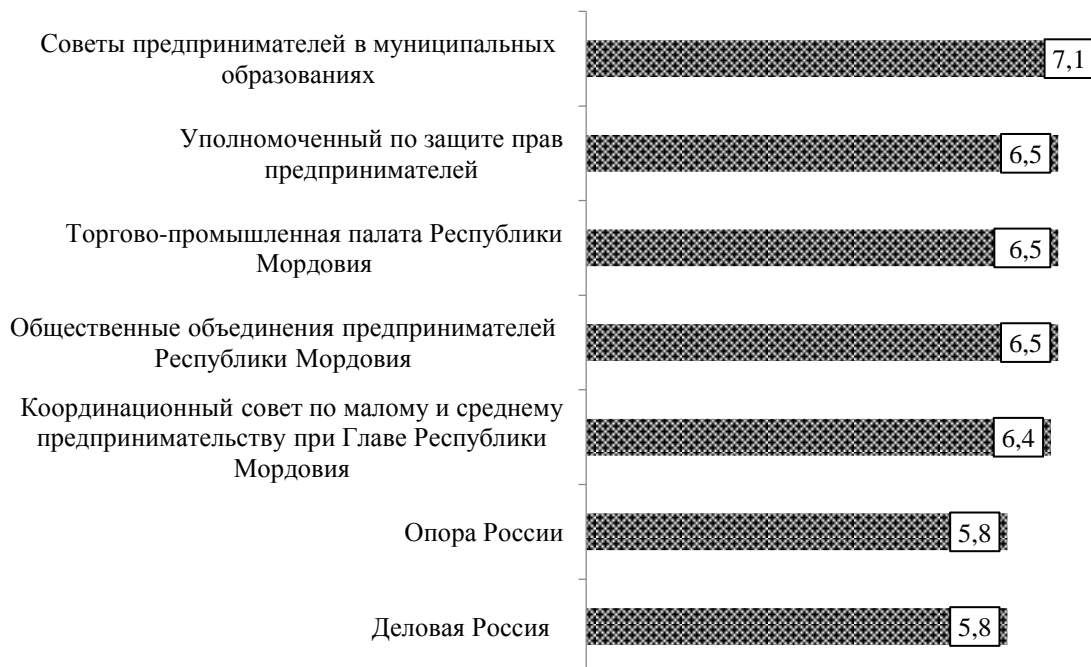 Советы предпринимателей в муниципальных
образованиях
7,1
Уполномоченный по защите прав
предпринимателей
6,5
Торгово-промышленная палата Республики
Мордовия
6,5
Общественные объединения предпринимателей
Республики Мордовия
6,5
Координационный совет по малому и среднему
предпринимательству при Главе Республики
Мордовия
6,4
Опора России
5,8
Деловая Россия
5,8